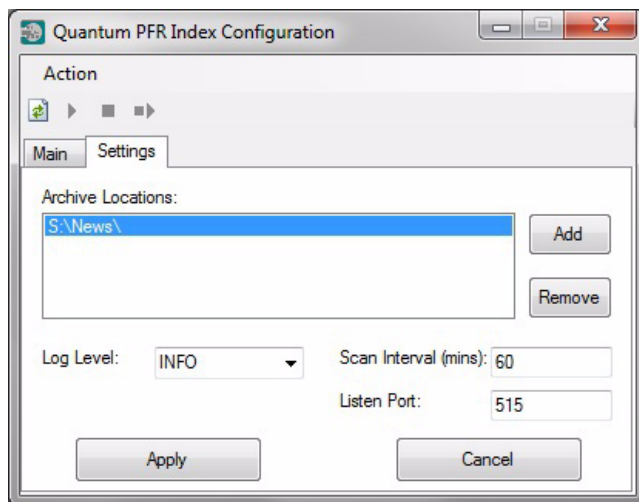 Quantum PFR Index Configuration
Action
Main Settings
Archive Locations:
S:\News\
Add
Remove
Log Level: INFO Scan Interval (mins): 60
Listen Port: 515
Apply Cancel